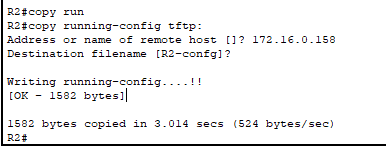 R2#copy run
R2#copy running-config tftp:
Address or name of remote host []? 172.16.0.158
Destination filename [R2-confg]?
Writing running-config....!!
[OK - 1582 bytes]
1582 bytes copied in 3.014 secs (524 bytes/sec)
R2#